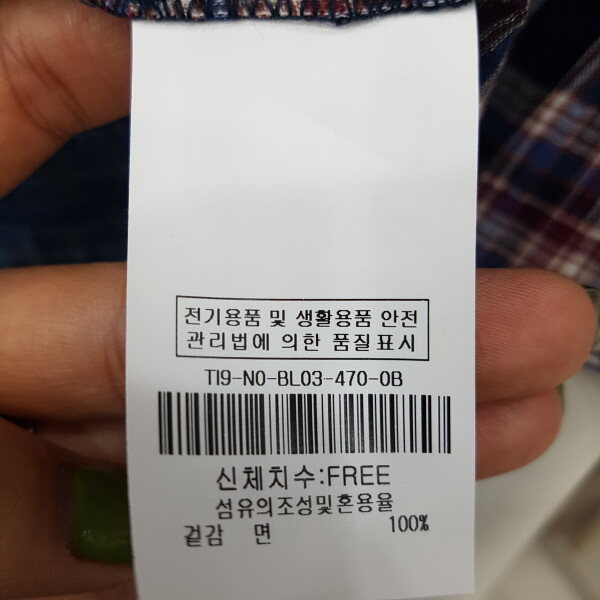 전기용품 및 생활용품 안전
관리법에 의한 품질표시
TI9-NO-BL03-470-0B
신체치수:FREE
섬유의조성및혼용율
겉감 면 100%